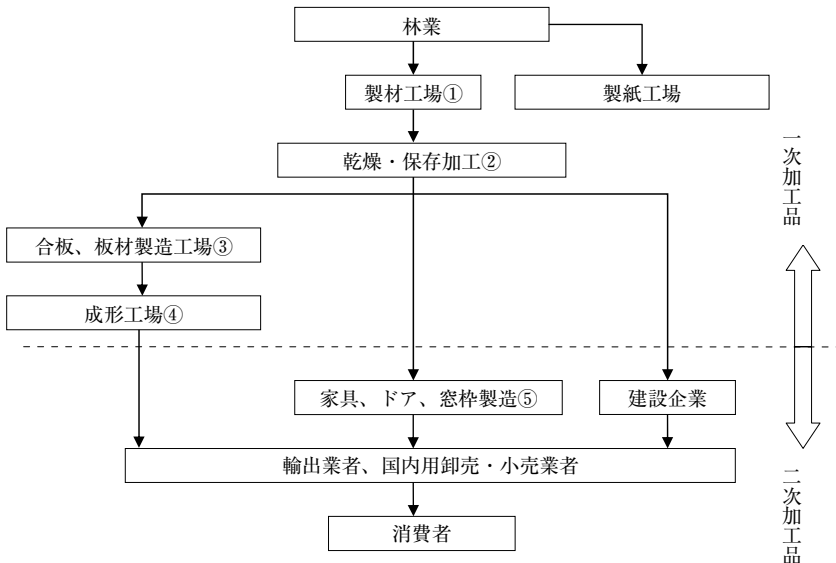 林業
製材工場①
製紙工場
乾燥・保存加工②
一次加工品
合板、板材製造工場③
成形工場④
家具、ドア、窓枠製造⑤
建設企業
輸出業者、国内用卸売・小売業者
二次加工品
消費者